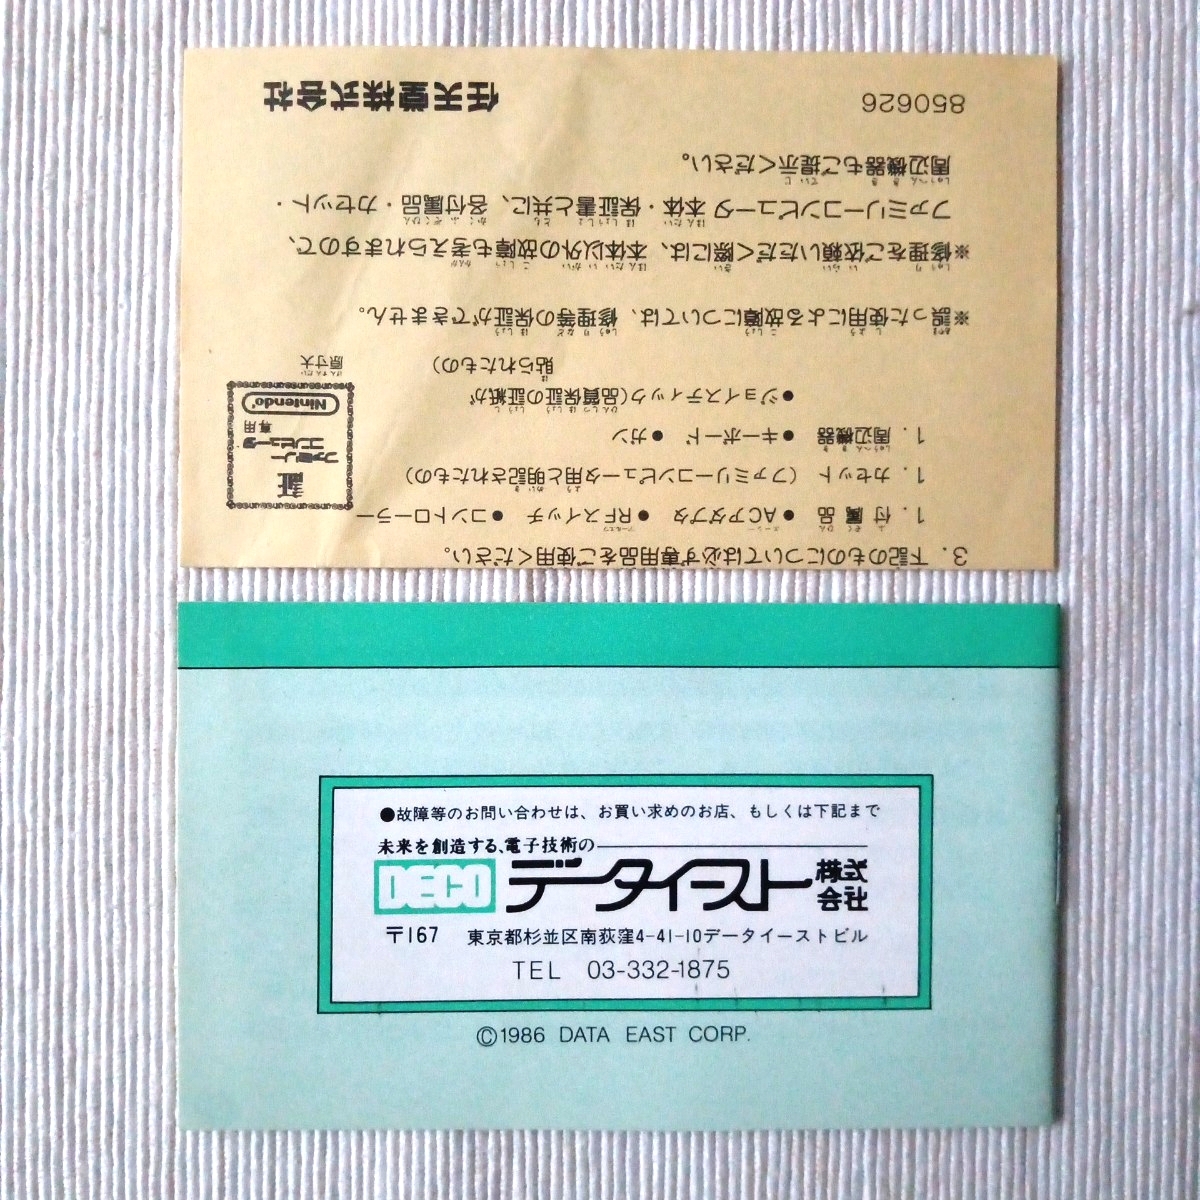 3. 下記のものについては必ず専用品をご使用ください。
1. 付属品 ●ACアダプタ ●RFスイッチ ●コントローラー
1. カセット (ファミリーコンピュータ用と明記されたもの)
1. 周辺機器 ●キーボード ●ガン
●ジョイスティック(品質保証の証紙が
貼られたもの)
証
ファミリー
コンピュータ
専用
Nintendo
原寸大
※誤った使用による故障については、修理等の保証ができません。
※修理をご依頼いただく際には、本体以外の故障も考えられますので、
ファミリーコンピュータ本体・保証書と共に、各付属品・カセット・
周辺機器もご提示ください。
850626
任天堂株式会社
●故障等のお問い合わせは、お買い求めのお店、もしくは下記まで
未来を創造する、電子技術の
DECO データイースト株式会社
〒167 東京都杉並区南荻窪4-41-10データイーストビル
TEL 03-332-1875
©1986 DATA EAST CORP.